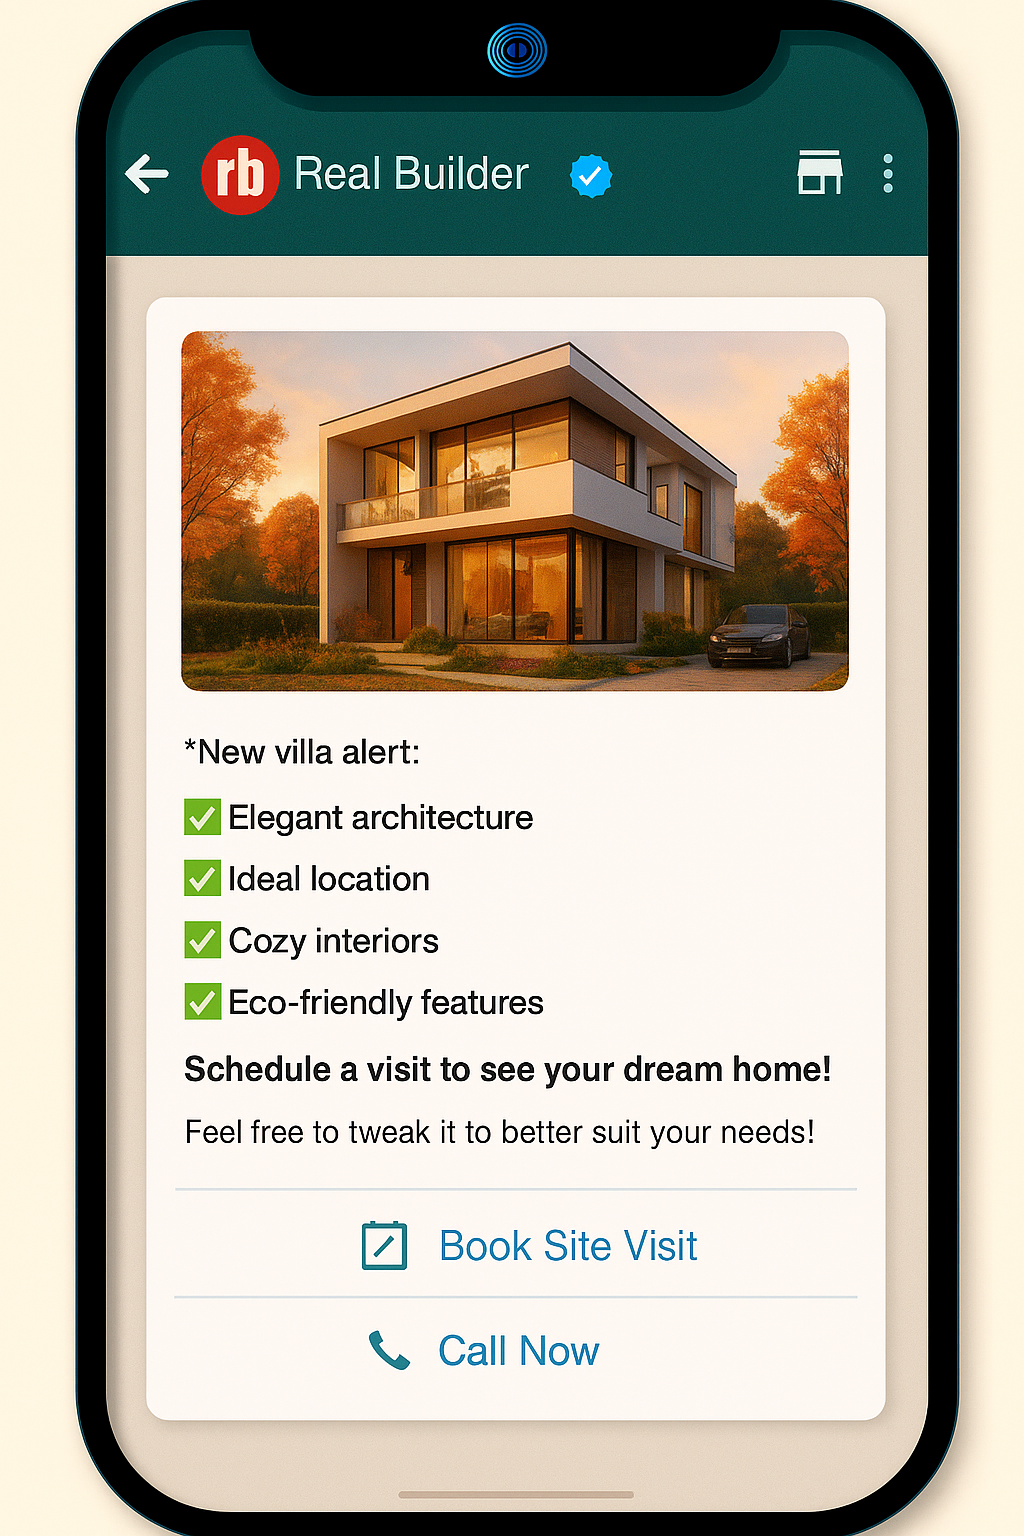 rb Real Builder
*New villa alert:
✅ Elegant architecture
✅ Ideal location
✅ Cozy interiors
✅ Eco-friendly features
Schedule a visit to see your dream home!
Feel free to tweak it to better suit your needs!
Book Site Visit
Call Now